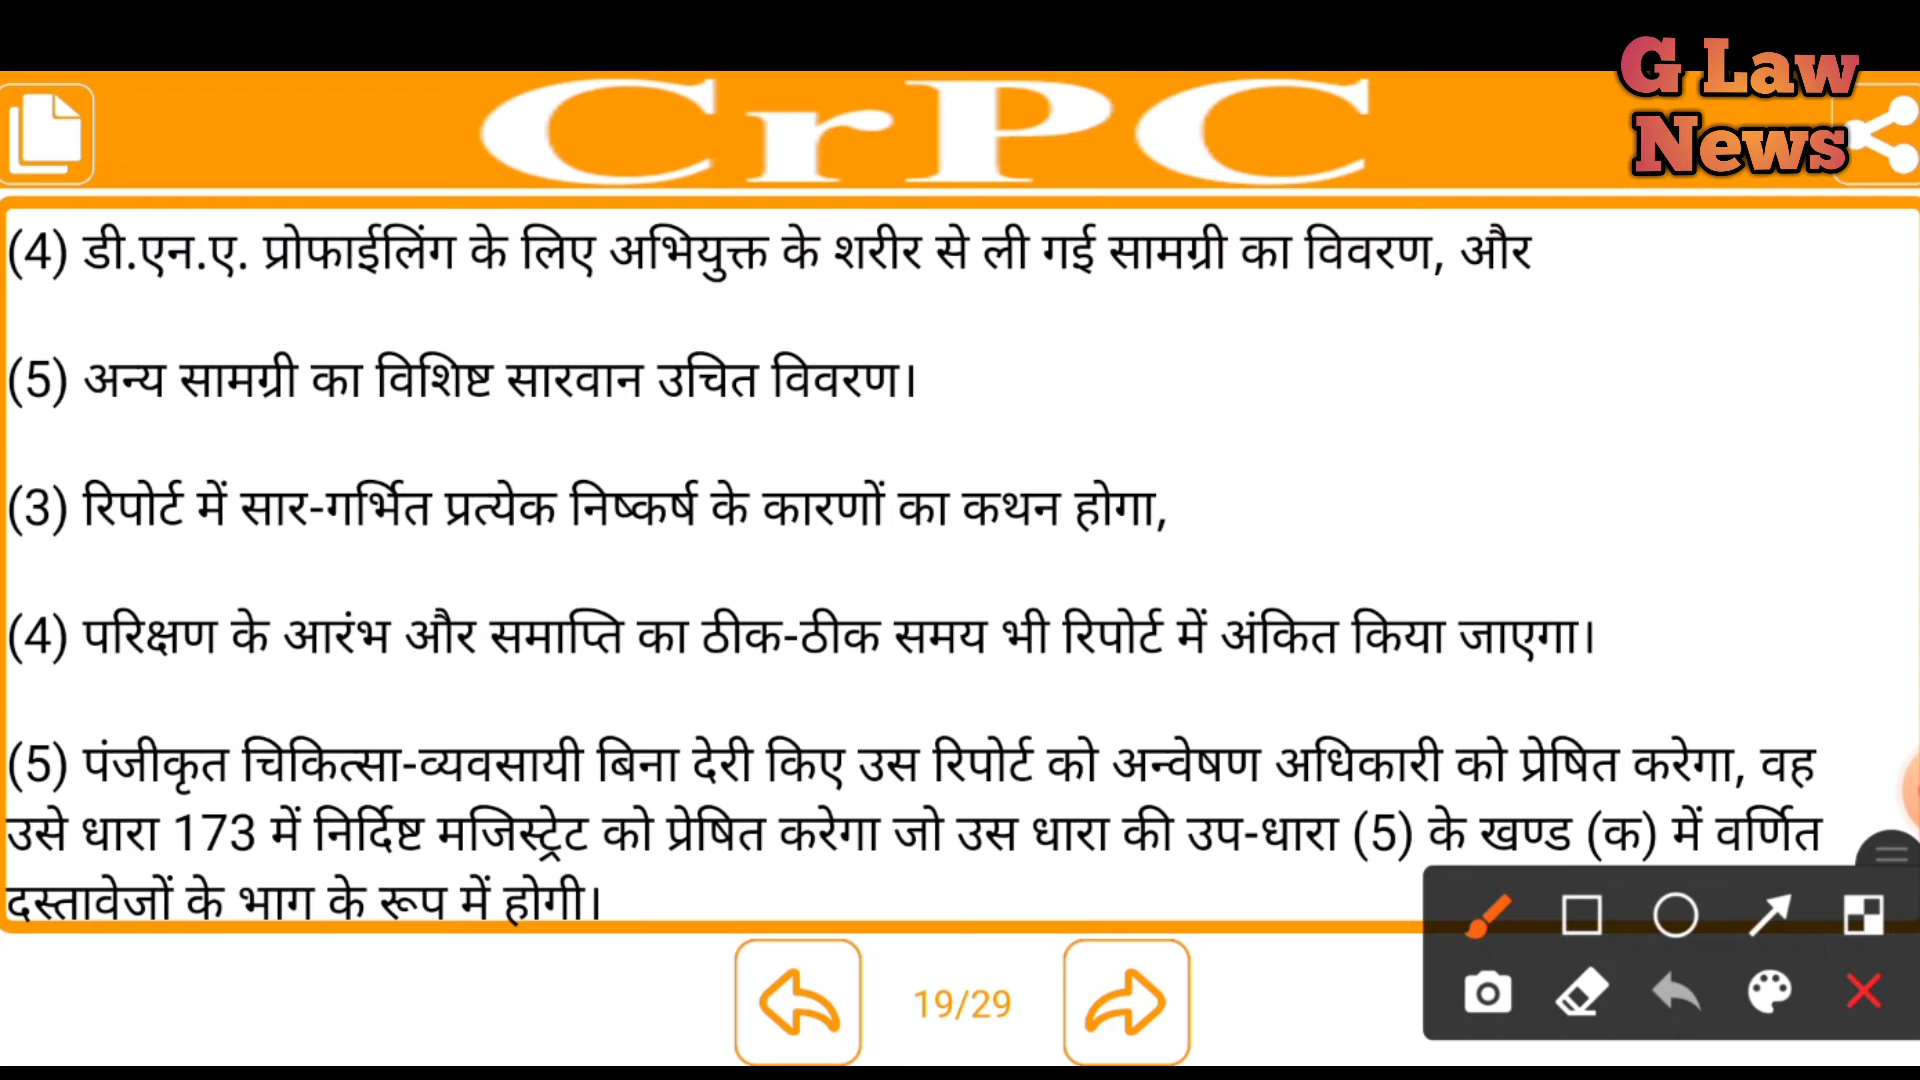 G Law
News
CrPC
(4) डी.एन.ए. प्रोफाईलिंग के लिए अभियुक्त के शरीर से ली गई सामग्री का विवरण, और
(5) अन्य सामग्री का विशिष्ट सारवान उचित विवरण।
(3) रिपोर्ट में सार-गर्भित प्रत्येक निष्कर्ष के कारणों का कथन होगा,
(4) परिक्षण के आरंभ और समाप्ति का ठीक-ठीक समय भी रिपोर्ट में अंकित किया जाएगा।
(5) पंजीकृत चिकित्सा-व्यवसायी बिना देरी किए उस रिपोर्ट को अन्वेषण अधिकारी को प्रेषित करेगा, वह
उसे धारा 173 में निर्दिष्ट मजिस्ट्रेट को प्रेषित करेगा जो उस धारा की उप-धारा (5) के खण्ड (क) में वर्णित
दस्तावेजों के भाग के रूप में होगी।
19/29